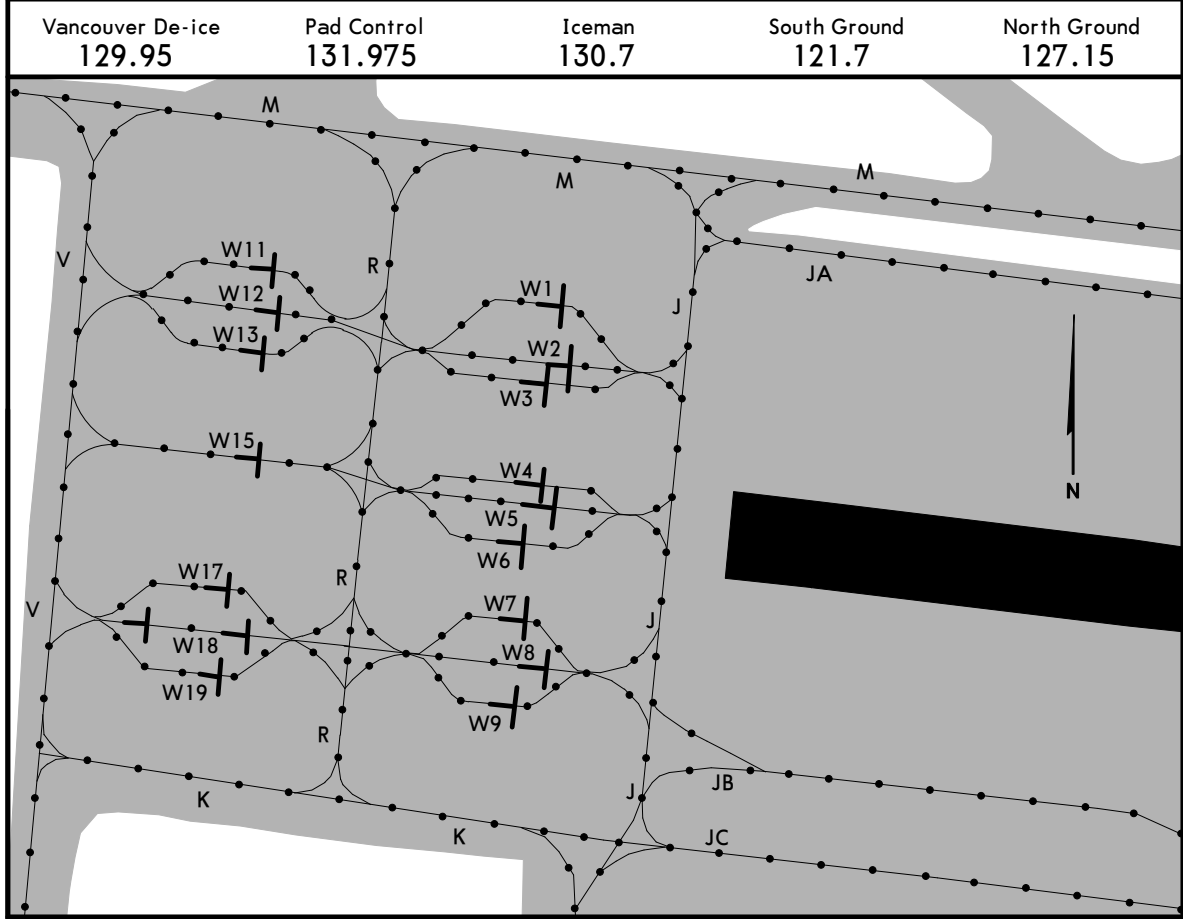 Vancouver De-ice
129.95
Pad Control
131.975
Iceman
130.7
South Ground
121.7
North Ground
127.15
M
M
M
V
W11
R
W12
W13
W1
W2
W3
J
JA
W15
W4
W5
W6
N
W17
R
V
W18
W19
W7
W8
W9
J
R
K
K
J
JB
JC